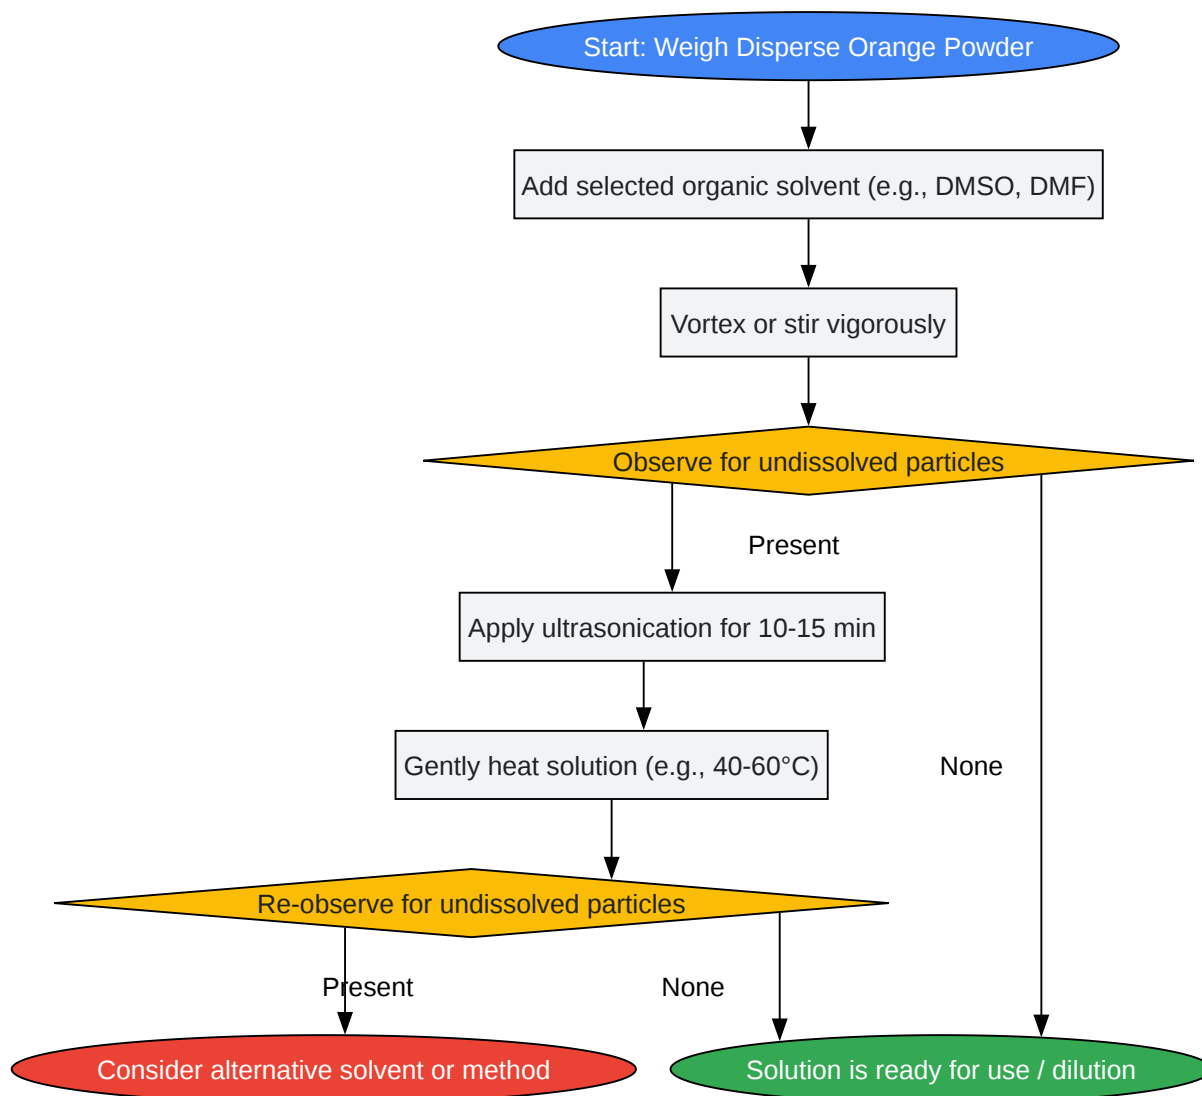 Start: Weigh Disperse Orange Powder
Add selected organic solvent (e.g., DMSO, DMF)
Vortex or stir vigorously
Observe for undissolved particles
Present
Apply ultrasonication for 10-15 min
Gently heat solution (e.g., 40-60°C)
None
Re-observe for undissolved particles
Present
None
Consider alternative solvent or method
Solution is ready for use / dilution